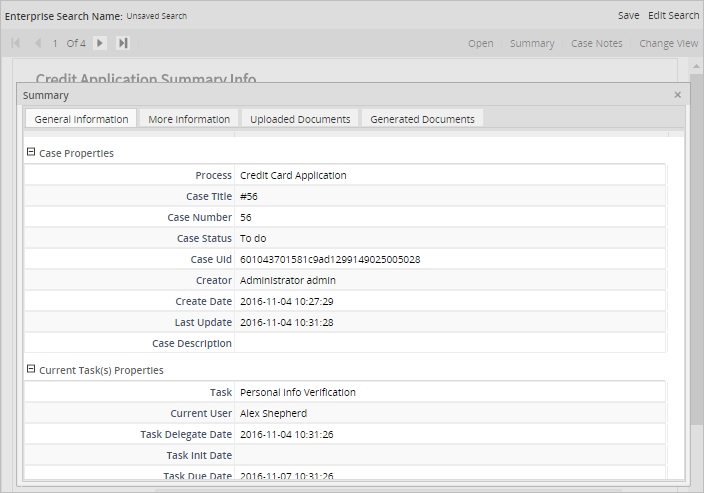 Enterprise Search Name: Unsaved Search Save Edit Search
1 Of 4 Open Summary Case Notes Change View
Credit Application Summary Info
Summary
General Information More Information Uploaded Documents Generated Documents
Case Properties
Process Credit Card Application
Case Title #56
Case Number 56
Case Status To do
Case Uid 601043701581c9ad1299149025005028
Creator Administrator admin
Create Date 2016-11-04 10:27:29
Last Update 2016-11-04 10:31:28
Case Description
Current Task(s) Properties
Task Personal Info Verification
Current User Alex Shepherd
Task Delegate Date 2016-11-04 10:31:26
Task Init Date
Task Due Date 2016-11-07 10:31:26